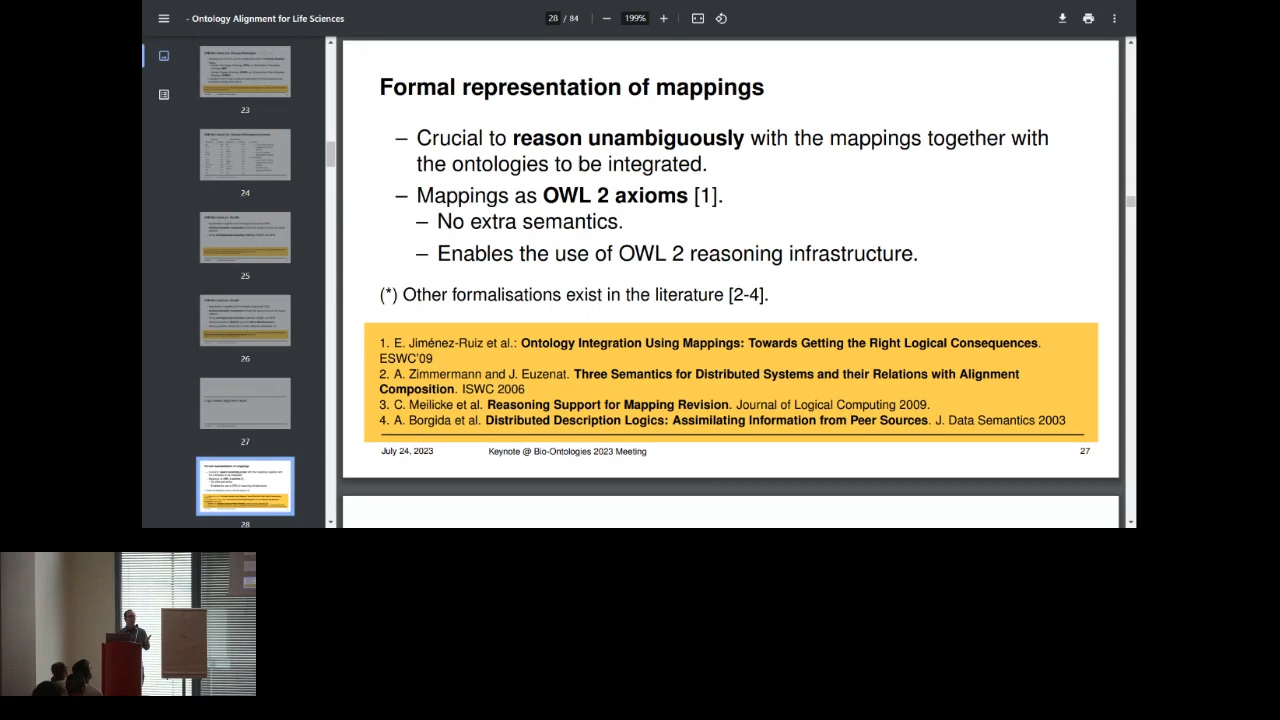 - Ontology Alignment for Life Sciences
28 / 84
199%
23
24
25
26
27
28
Formal representation of mappings
– Crucial to reason unambiguously with the mappings together with
the ontologies to be integrated.
– Mappings as OWL 2 axioms [1].
– No extra semantics.
– Enables the use of OWL 2 reasoning infrastructure.
(*) Other formalisations exist in the literature [2-4].
1. E. Jiménez-Ruiz et al.: Ontology Integration Using Mappings: Towards Getting the Right Logical Consequences.
ESWC'09
2. A. Zimmermann and J. Euzenat. Three Semantics for Distributed Systems and their Relations with Alignment
Composition. ISWC 2006
3. C. Meilicke et al. Reasoning Support for Mapping Revision. Journal of Logical Computing 2009.
4. A. Borgida et al. Distributed Description Logics: Assimilating Information from Peer Sources. J. Data Semantics 2003
July 24, 2023
Keynote @ Bio-Ontologies 2023 Meeting
27